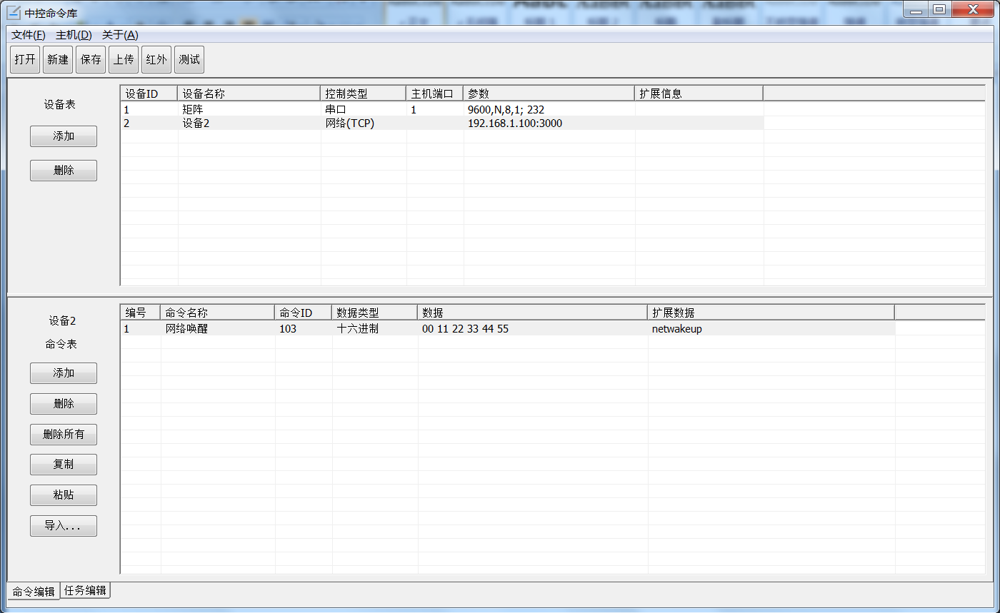 中控命令库
文件(F) 主机(D) 关于(A)
打开 新建 保存 上传 红外 测试
设备表
添加
删除
设备ID 设备名称 控制类型 主机端口 参数 扩展信息
1 矩阵 串口 1 9600,N,8,1; 232
2 设备2 网络(TCP) 192.168.1.100:3000
设备2
命令表
添加
删除
删除所有
复制
粘贴
导入...
编号 命令名称 命令ID 数据类型 数据 扩展数据
1 网络唤醒 103 十六进制 00 11 22 33 44 55 netwakeup
命令编辑 任务编辑